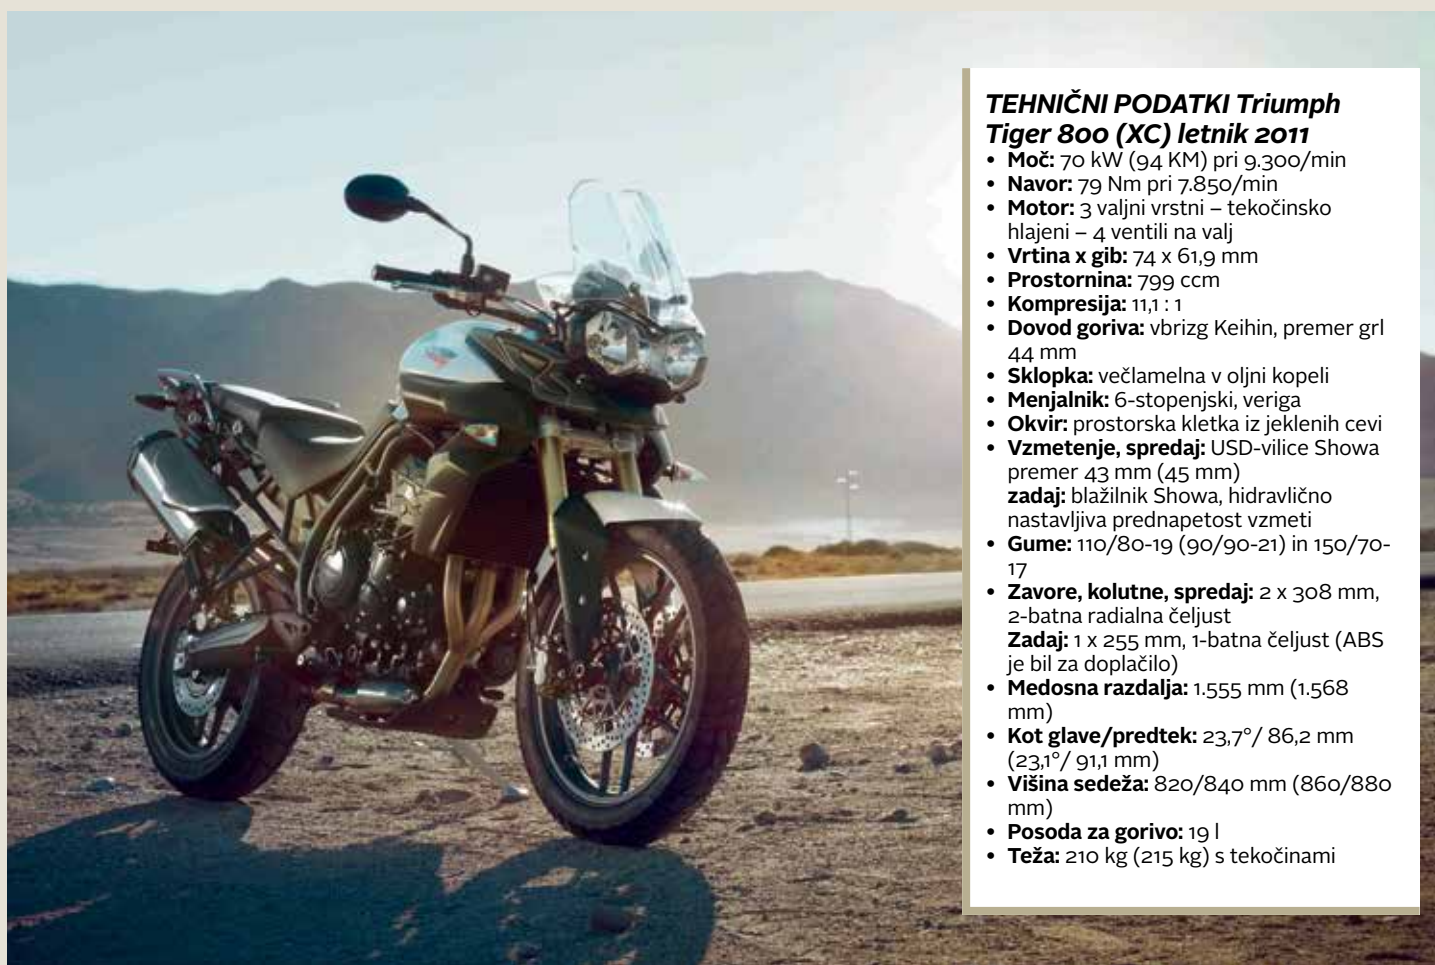 TEHNIČNI PODATKI Triumph
Tiger 800 (XC) letnik 2011
• Moč: 70 kW (94 KM) pri 9.300/min
• Navor: 79 Nm pri 7.850/min
• Motor: 3 valjni vrstni – tekočinsko
hlajeni – 4 ventili na valj
• Vrtina x gib: 74 x 61,9 mm
• Prostornina: 799 ccm
• Kompresija: 11,1 : 1
• Dovod goriva: vbrizg Keihin, premer grl
44 mm
• Sklopka: večlamelna v oljni kopeli
• Menjalnik: 6-stopenjski, veriga
• Okvir: prostorska kletka iz jeklenih cevi
• Vzmetenje, spredaj: USD-vilice Showa
premer 43 mm (45 mm)
zadaj: blažilnik Showa, hidravlično
nastavljiva prednapetost vzmeti
• Gume: 110/80-19 (90/90-21) in 150/70-
17
• Zavore, kolutne, spredaj: 2 x 308 mm,
2-batna radialna čeljust
Zadaj: 1 x 255 mm, 1-batna čeljust (ABS
je bil za doplačilo)
• Medosna razdalja: 1.555 mm (1.568
mm)
• Kot glave/predtek: 23,7°/ 86,2 mm
(23,1°/ 91,1 mm)
• Višina sedeža: 820/840 mm (860/880
mm)
• Posoda za gorivo: 19 l
• Teža: 210 kg (215 kg) s tekočinami